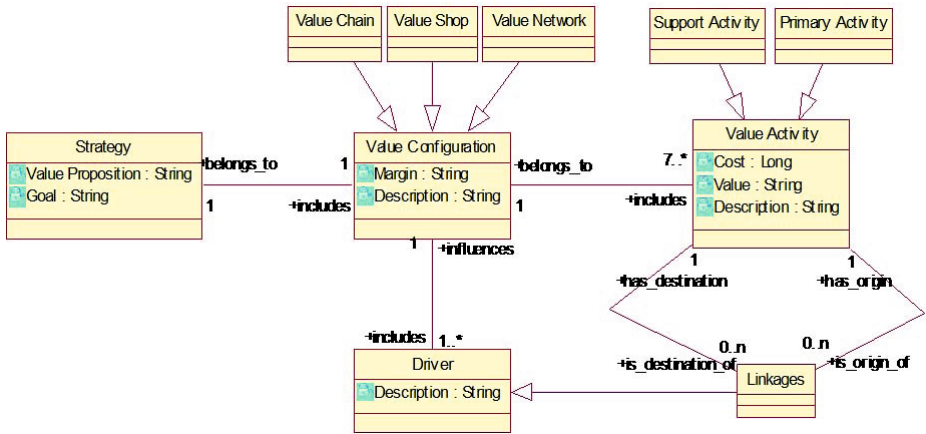 Value Chain
Value Shop
Value Network
Support Activity
Primary Activity
Strategy
Value Proposition : String
Goal : String
+belongs_to
1
1
+includes
Value Configuration
Margin : String
Description : String
+belongs_to
7..*
1
+includes
Value Activity
Cost : Long
Value : String
Description : String
1
+influences
1
+has_destination
1
+has_origin
+includes
1..*
0..n
+is_destination_of
0..n
+is_origin_of
Driver
Description : String
Linkages